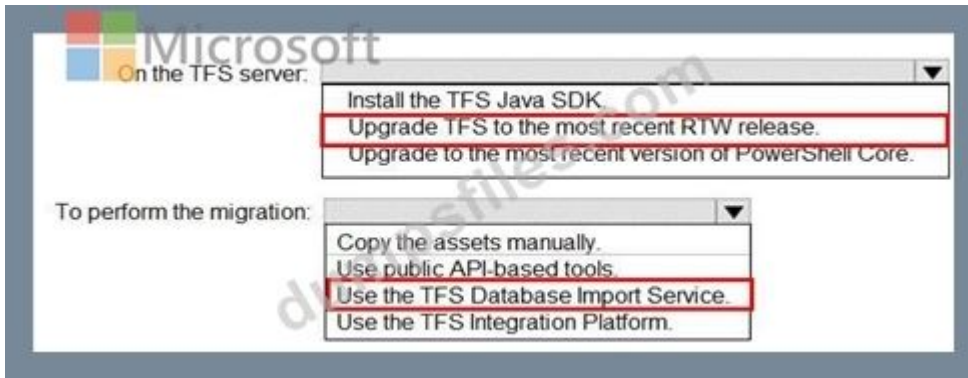 Microsoft
On the TFS server:
Install the TFS Java SDK.
Upgrade TFS to the most recent RTW release.
Upgrade to the most recent version of PowerShell Core.
To perform the migration:
Copy the assets manually.
Use public API-based tools.
Use the TFS Database Import Service.
Use the TFS Integration Platform.
dumpsfiles.com